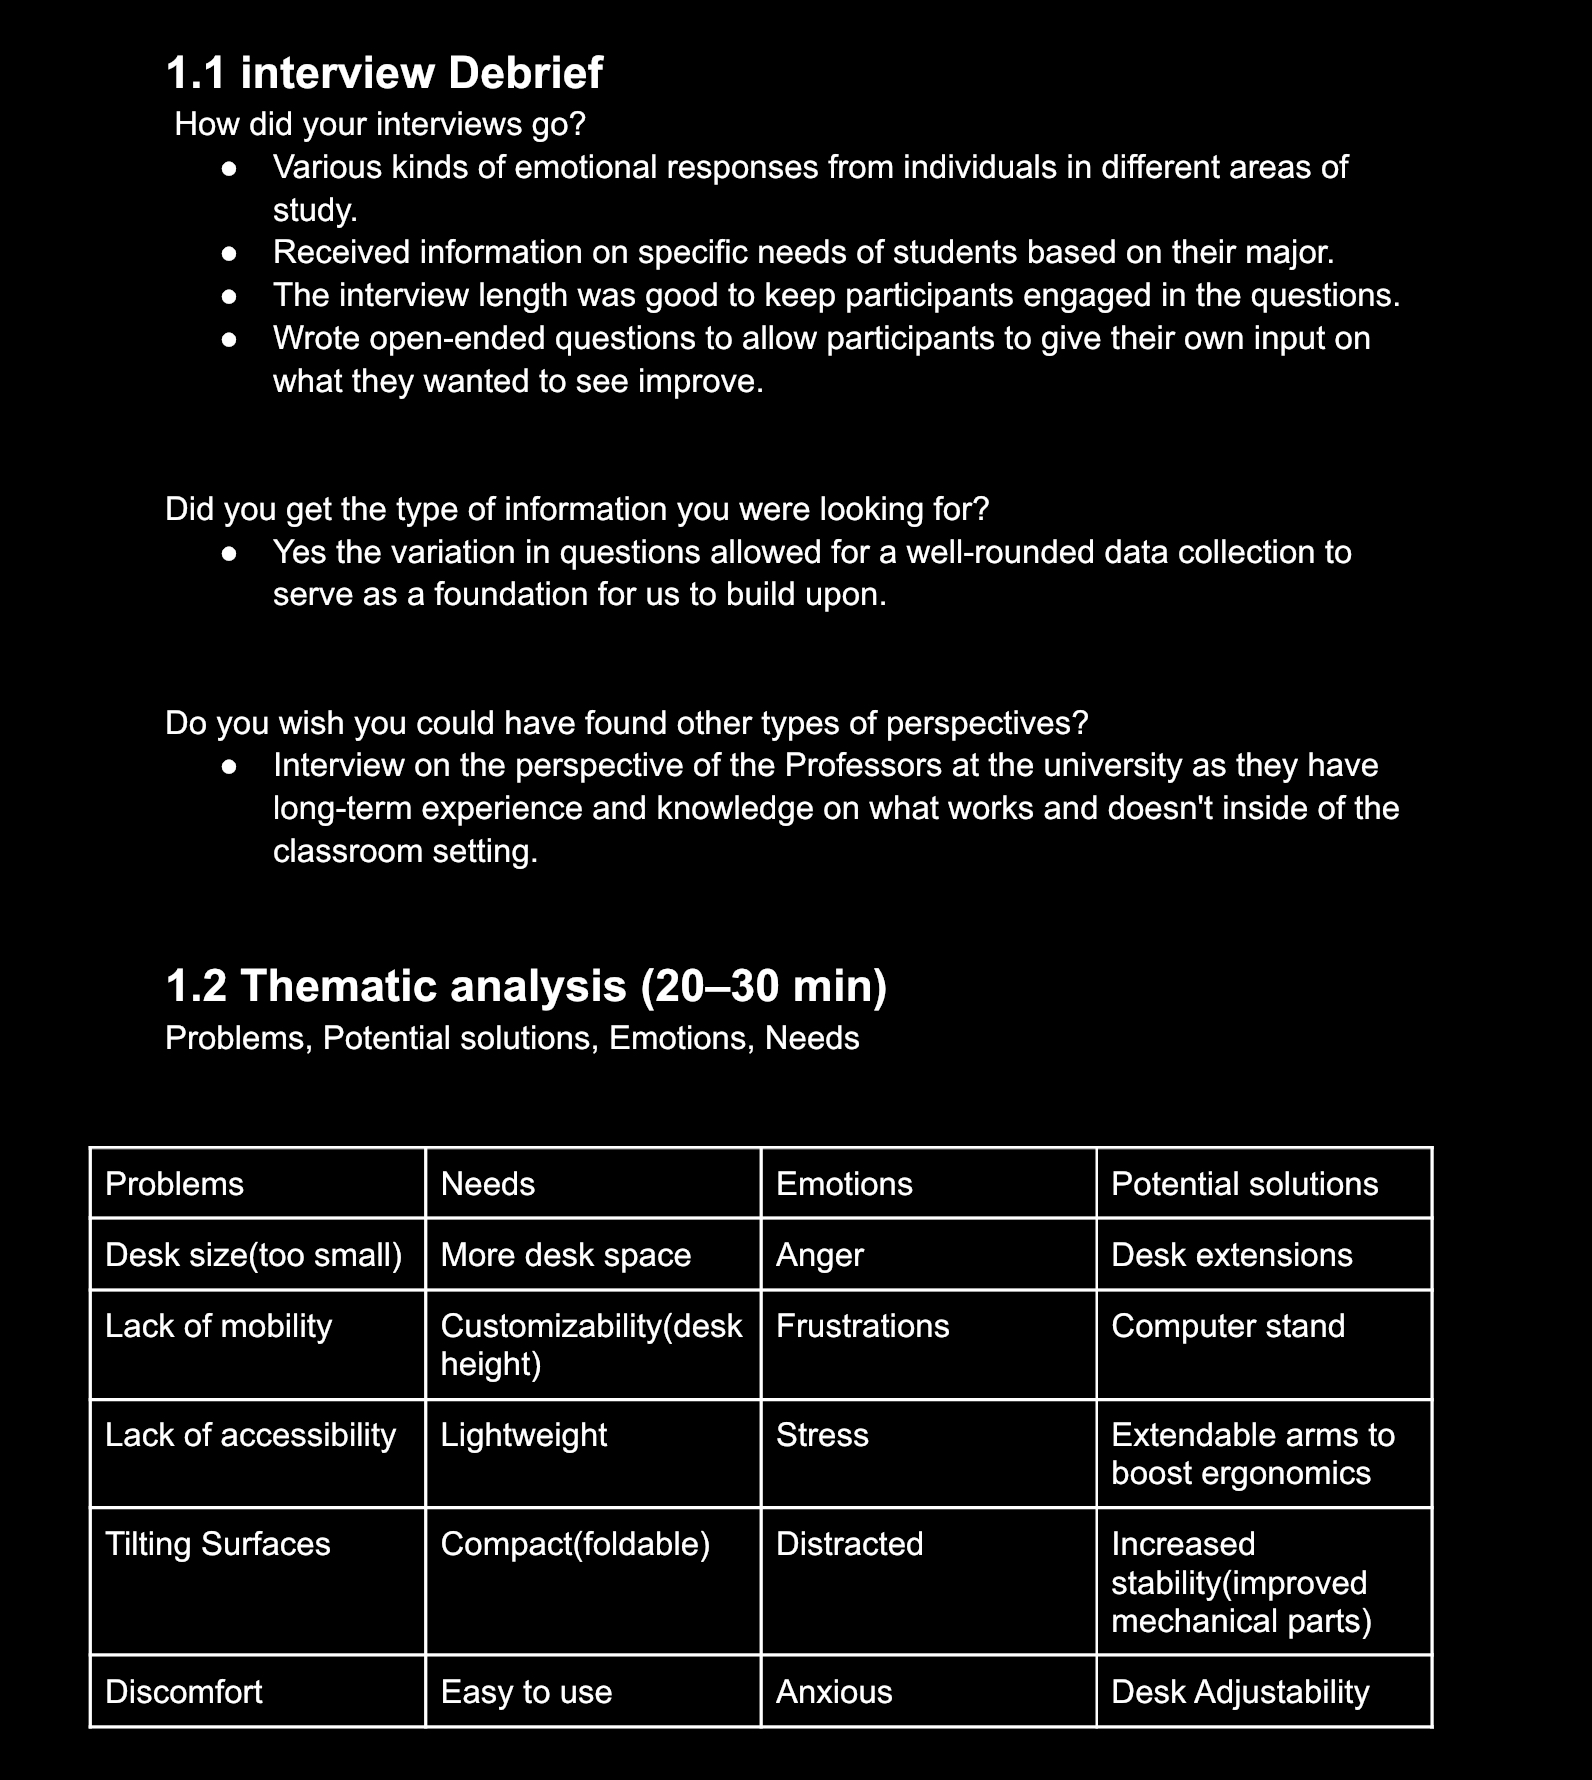 1.1 interview Debrief
How did your interviews go?
● Various kinds of emotional responses from individuals in different areas of
study.
● Received information on specific needs of students based on their major.
● The interview length was good to keep participants engaged in the questions.
● Wrote open-ended questions to allow participants to give their own input on
what they wanted to see improve.
Did you get the type of information you were looking for?
● Yes the variation in questions allowed for a well-rounded data collection to
serve as a foundation for us to build upon.
Do you wish you could have found other types of perspectives?
● Interview on the perspective of the Professors at the university as they have
long-term experience and knowledge on what works and doesn't inside of the
classroom setting.
1.2 Thematic analysis (20–30 min)
Problems, Potential solutions, Emotions, Needs
Problems
Needs
Emotions
Potential solutions
Desk size(too small)
More desk space
Anger
Desk extensions
Lack of mobility
Customizability(desk
height)
Frustrations
Computer stand
Lack of accessibility
Lightweight
Stress
Extendable arms to
boost ergonomics
Tilting Surfaces
Compact(foldable)
Distracted
Increased
stability(improved
mechanical parts)
Discomfort
Easy to use
Anxious
Desk Adjustability